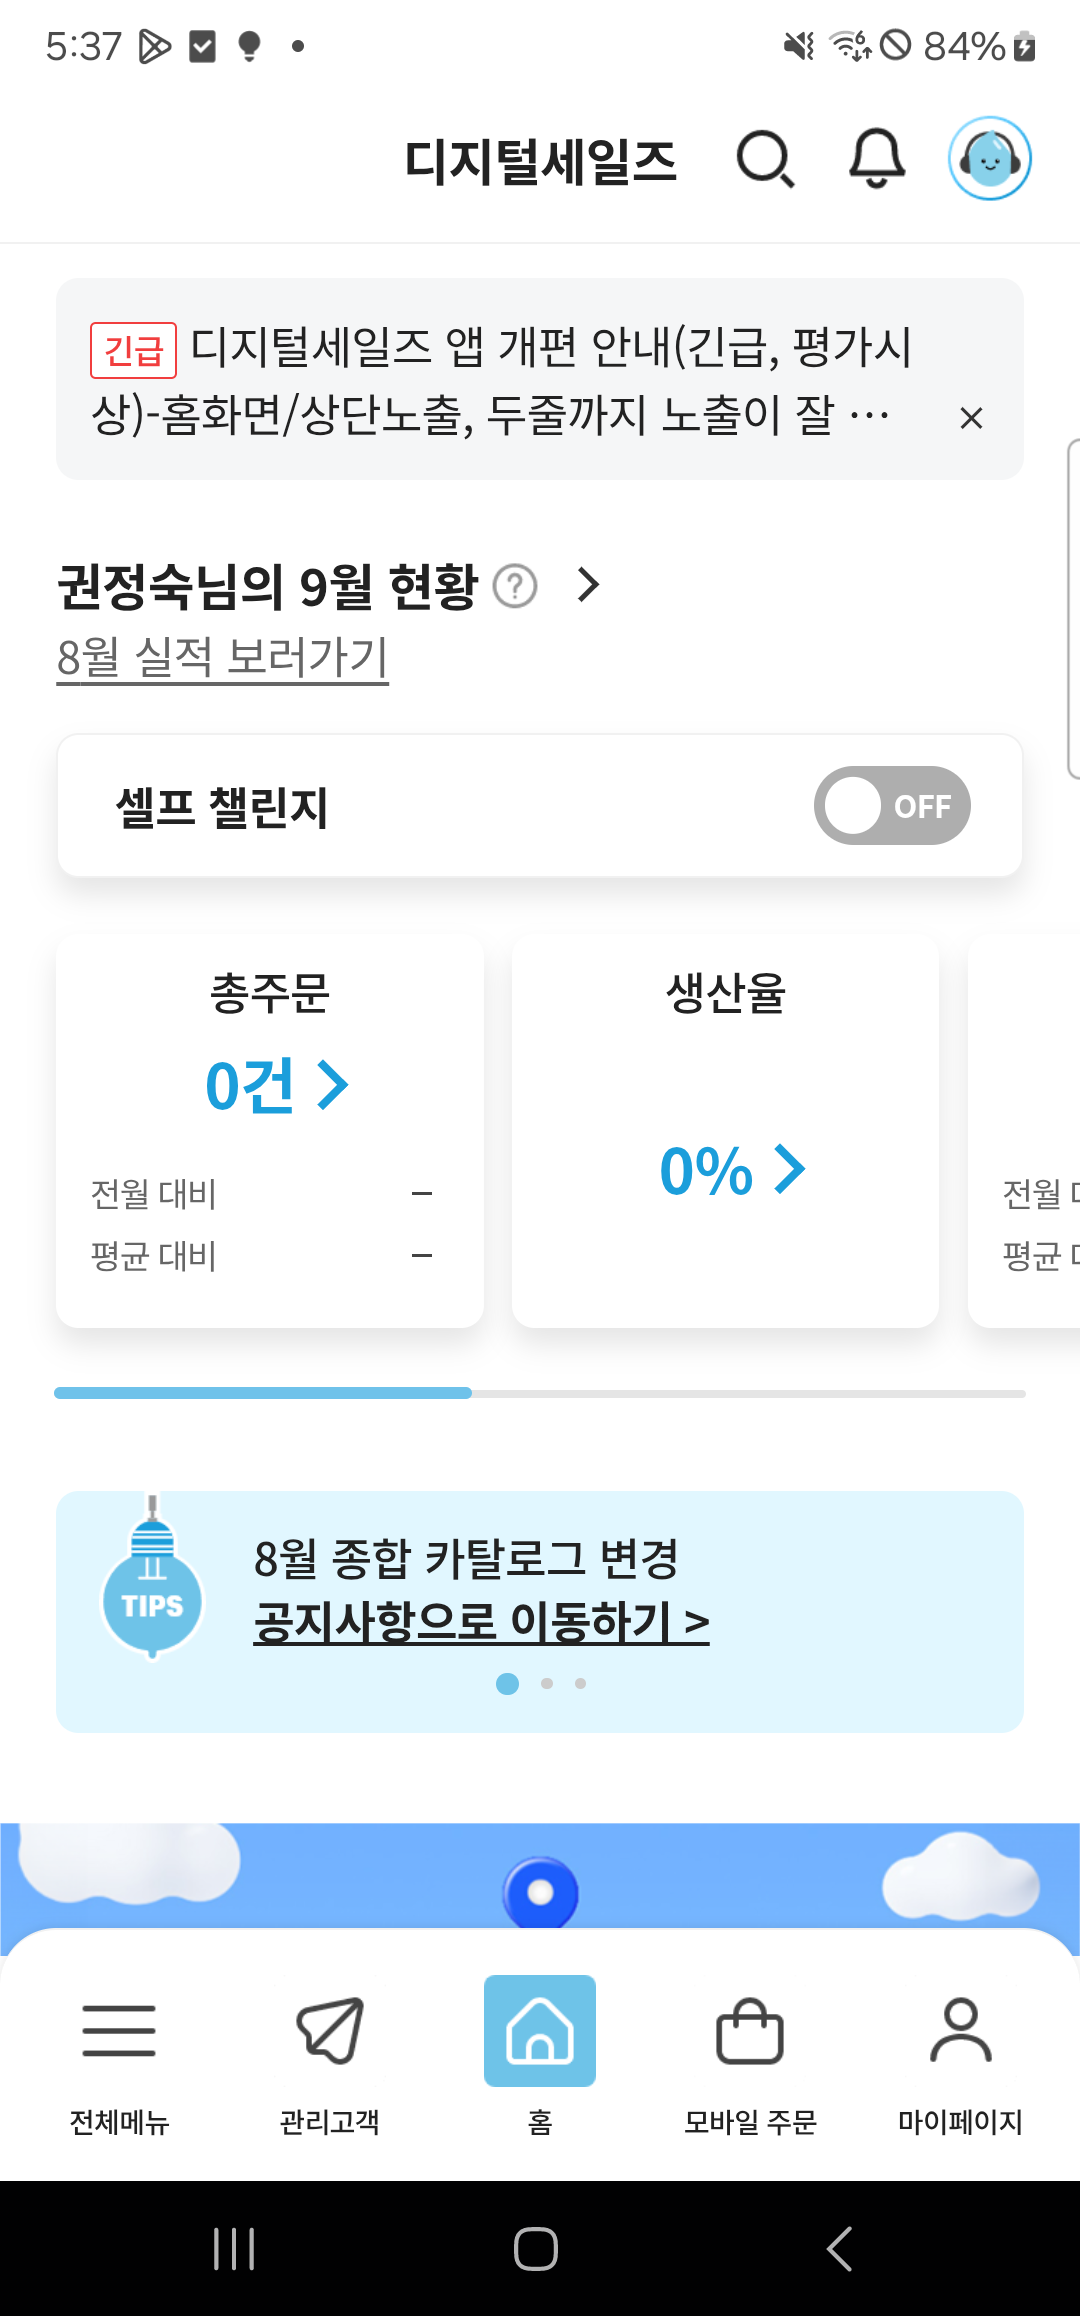 5:37
84%
디지털세일즈
긴급 디지털세일즈 앱 개편 안내(긴급, 평가시
상)-홈화면/상단노출, 두줄까지 노출이 잘 …
권정숙님의 9월 현황
8월 실적 보러가기
셀프 챌린지
OFF
총주문
0건
전월 대비 –
평균 대비 –
생산율
0%
전월
평균
TIPS
8월 종합 카탈로그 변경
공지사항으로 이동하기 >
전체메뉴
관리고객
홈
모바일 주문
마이페이지